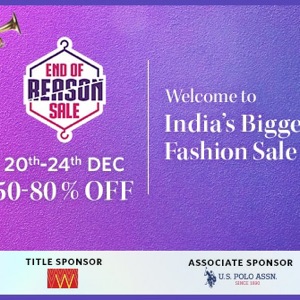 END OF
REASON
SALE
20th-24th DEC
50-80% OFF
Welcome to
India's Bigge
Fashion Sale
TITLE SPONSOR
W
ASSOCIATE SPONSOR
U.S. POLO ASSN.
SINCE 1890